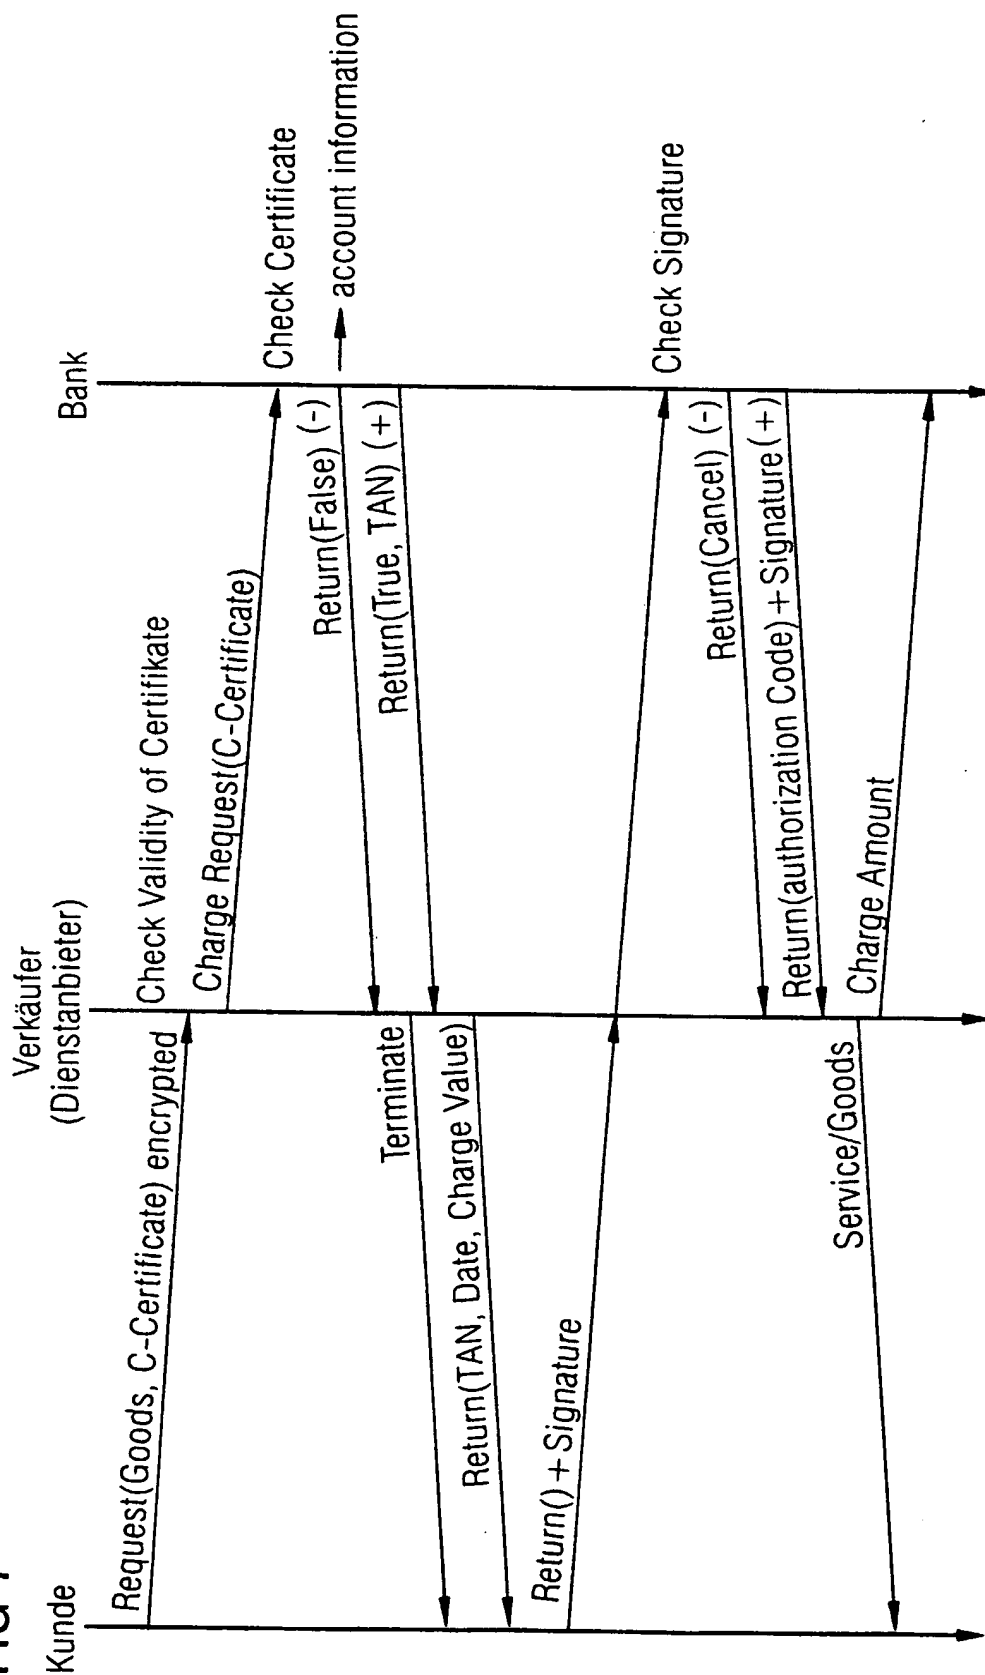 Kunde
Verkäufer
(Dienstanbieter)
Bank
Request(Goods, C-Certificate) encrypted
Check Validity of Certifikate
Charge Request(C-Certificate)
Check Certificate
Return(False) (-)
account information
Return(True, TAN) (+)
Terminate
Return(TAN, Date, Charge Value)
Return()+Signature
Check Signature
Return(Cancel) (-)
Return(authorization Code)+Signature(+)
Service/Goods
Charge Amount